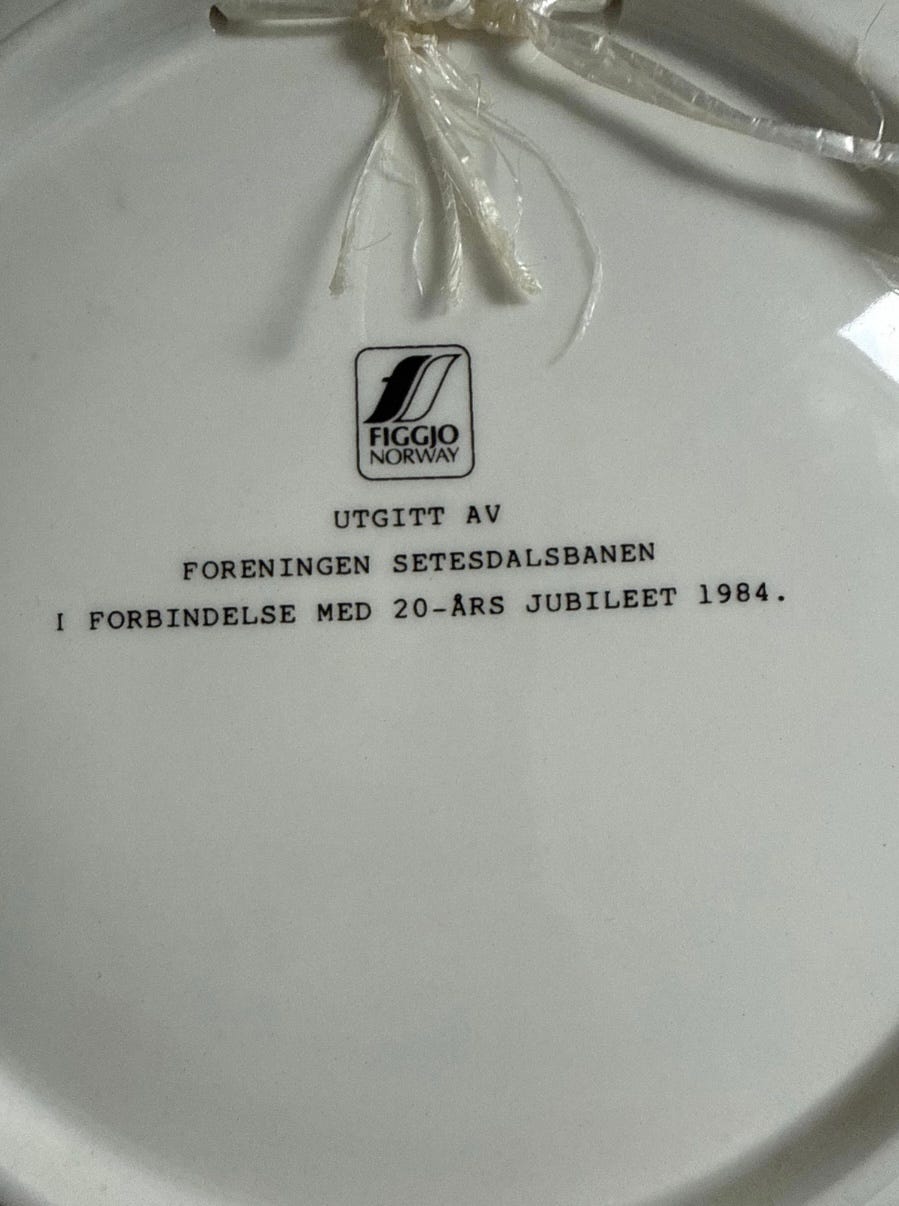 FIGGJO
NORWAY
UTGITT AV
FORENINGEN SETESDALSBANEN
I FORBINDELSE MED 20-ÅRS JUBILEET 1984.